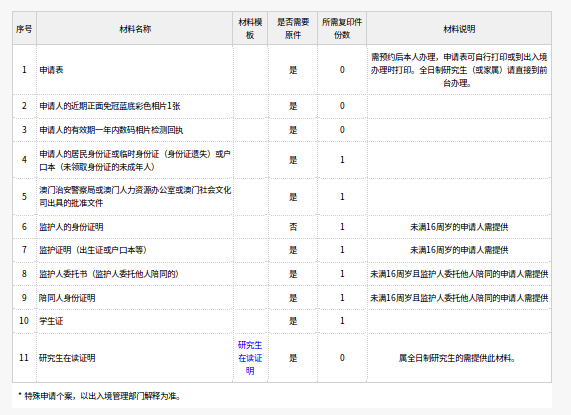 序号 材料名称 材料模板 是否需要原件 所需复印件份数 材料说明
1 申请表 是 0 需预约后本人办理，申请表可自行打印或到出入境办理时打印。全日制研究生（或家属）请直接到前台办理。
2 申请人的近期正面免冠蓝底彩色相片1张 是 0
3 申请人的有效期一年内数码相片检测回执 是 0
4 申请人的居民身份证或临时身份证（身份证遗失）或户口本（未领取身份证的未成年人） 是 1
5 澳门治安警察局或澳门人力资源办公室或澳门社会文化司出具的批准文件 是 1
6 监护人的身份证明 否 1 未满16周岁的申请人需提供
7 监护证明（出生证或户口本等） 是 1 未满16周岁的申请人需提供
8 监护人委托书（监护人委托他人陪同的） 是 1 未满16周岁且监护人委托他人陪同的申请人需提供
9 陪同人身份证明 是 1 未满16周岁且监护人委托他人陪同的申请人需提供
10 学生证 是 1
11 研究生在读证明 研究生在读证明 是 0 属全日制研究生的需提供此材料。
* 特殊申请个案，以出入境管理部门解释为准。